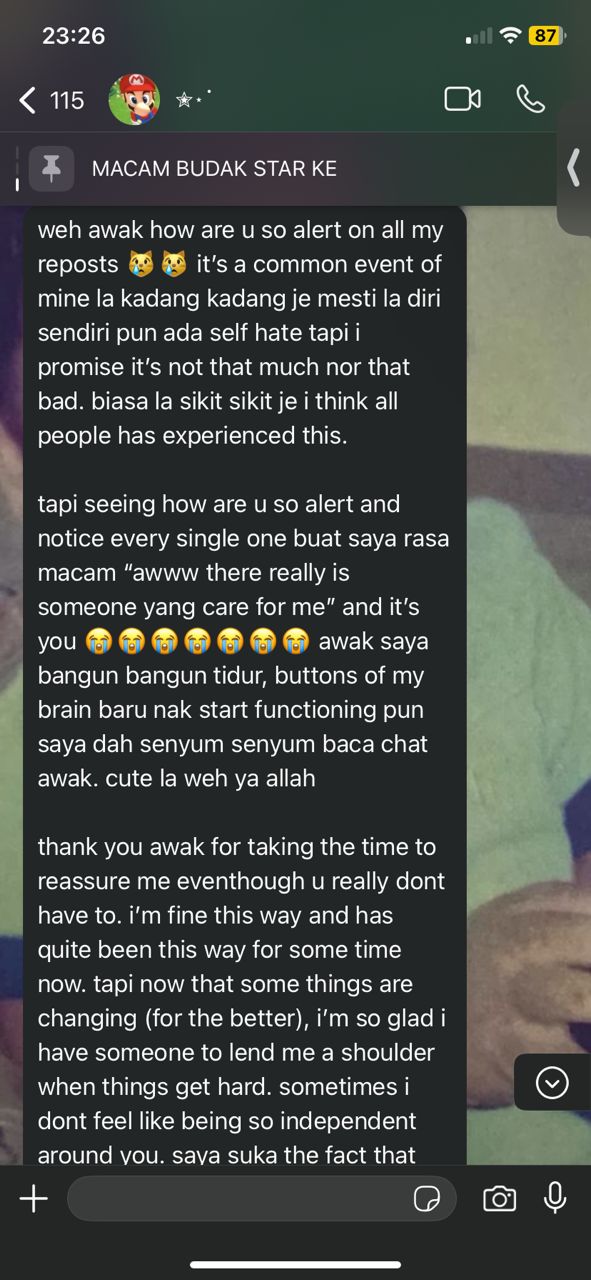 23:26
87
115
MACAM BUDAK STAR KE
weh awak how are u so alert on all my
reposts 😿 😿 it’s a common event of
mine la kadang kadang je mesti la diri
sendiri pun ada self hate tapi i
promise it’s not that much nor that
bad. biasa la sikit sikit je i think all
people has experienced this.
tapi seeing how are u so alert and
notice every single one buat saya rasa
macam “awww there really is
someone yang care for me” and it’s
you 😭😭😭😭😭😭😭 awak saya
bangun bangun tidur, buttons of my
brain baru nak start functioning pun
saya dah senyum senyum baca chat
awak. cute la weh ya allah
thank you awak for taking the time to
reassure me eventhough u really dont
have to. i’m fine this way and has
quite been this way for some time
now. tapi now that some things are
changing (for the better), i’m so glad i
have someone to lend me a shoulder
when things get hard. sometimes i
dont feel like being so independent
around you. saya suka the fact that